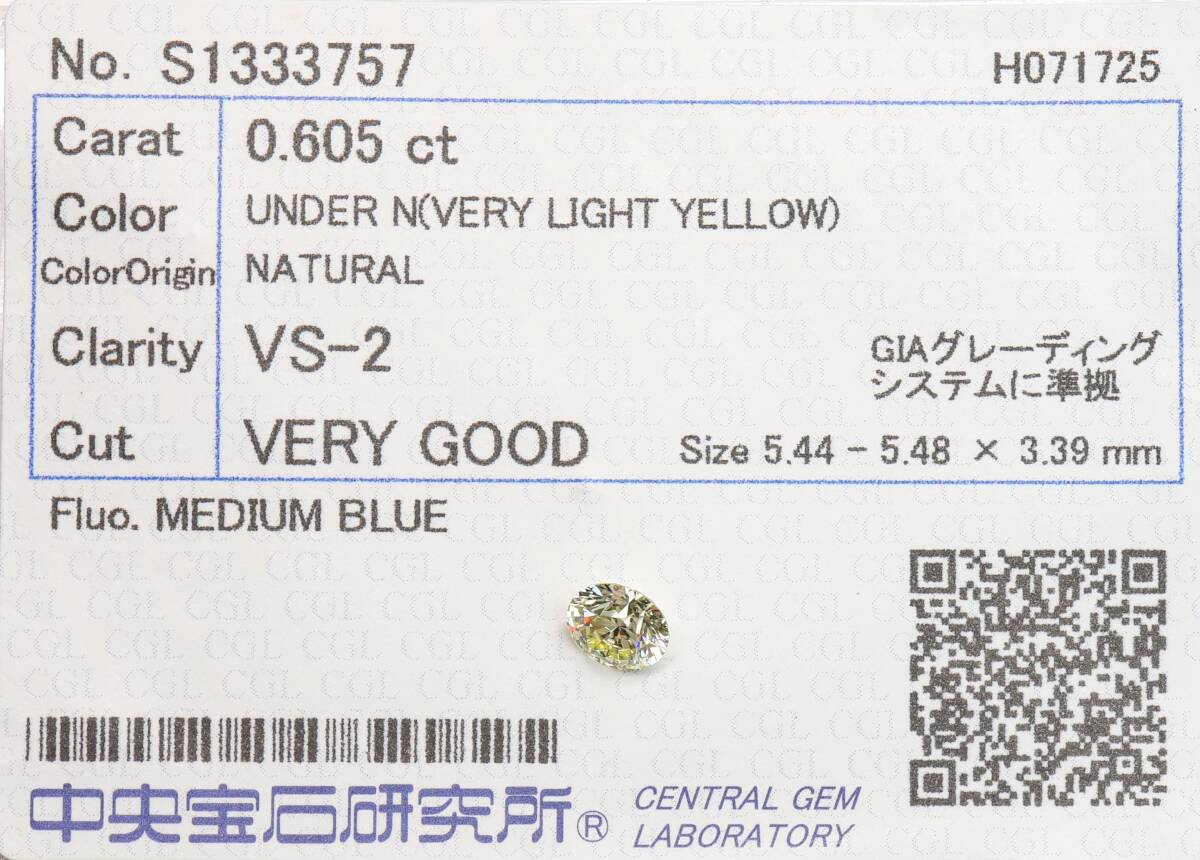 No. S1333757
H071725
Carat 0.605 ct
Color UNDER N(VERY LIGHT YELLOW)
ColorOrigin NATURAL
Clarity VS-2
GIAグレーディング
システムに準拠
Cut VERY GOOD
Size 5.44 - 5.48 × 3.39 mm
Fluo. MEDIUM BLUE
中央宝石研究所®
CENTRAL GEM
LABORATORY